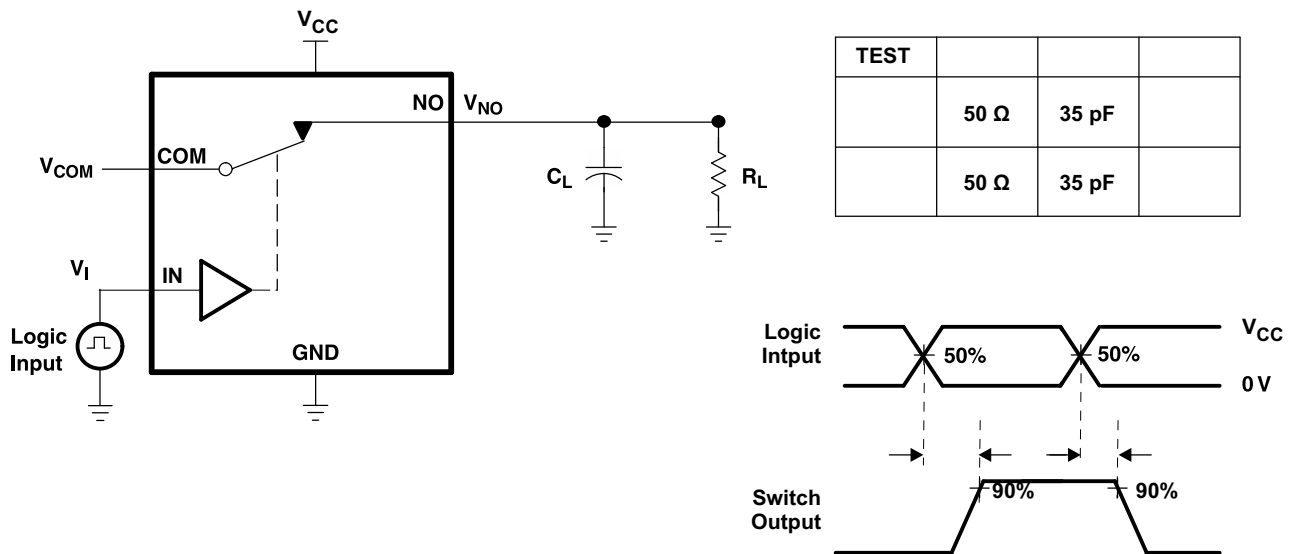 VCC
NO VNO
VCOM COM
CL
RL
VI IN
Logic
Input
GND
TEST
50 Ω 35 pF
50 Ω 35 pF
Logic
Intput
50% 50%
VCC
0 V
Switch
Output
90% 90%